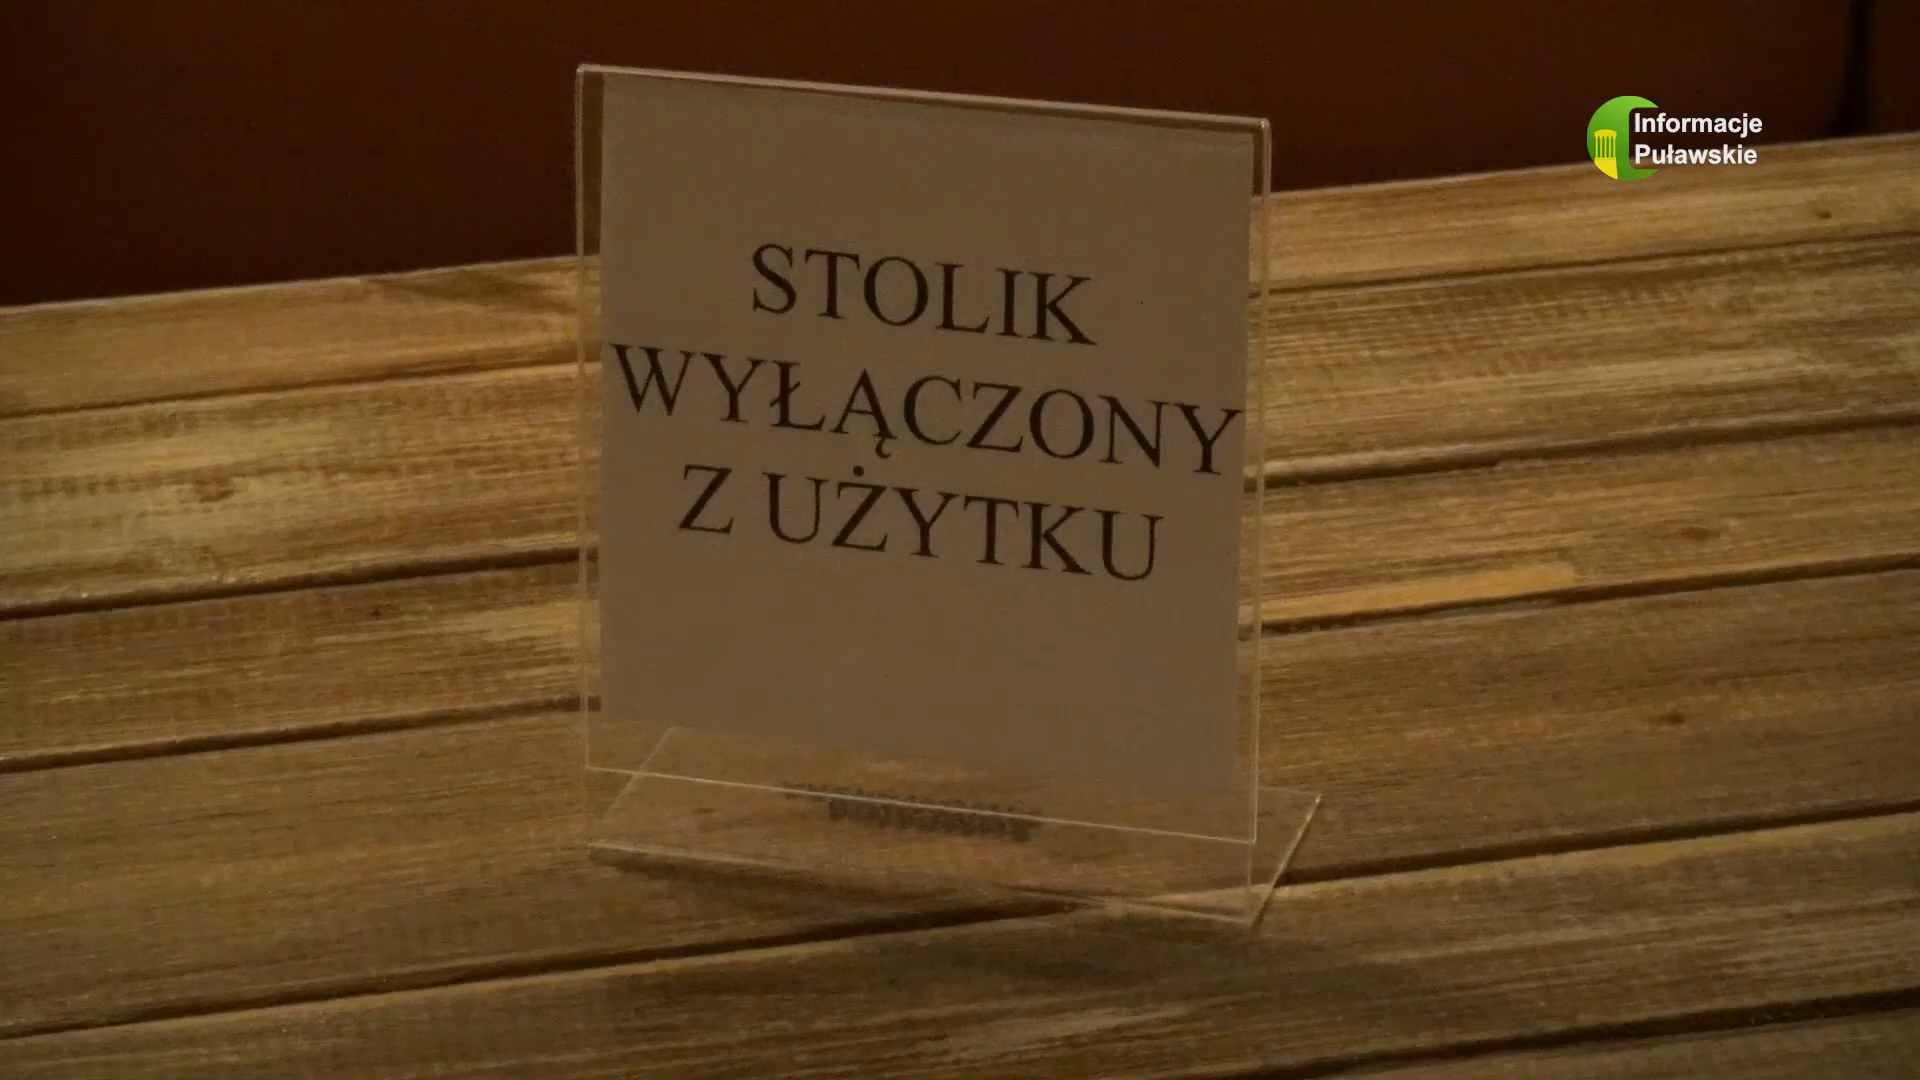 Informacje
Puławskie
STOLIK
WYŁĄCZONY
Z UŻYTKU